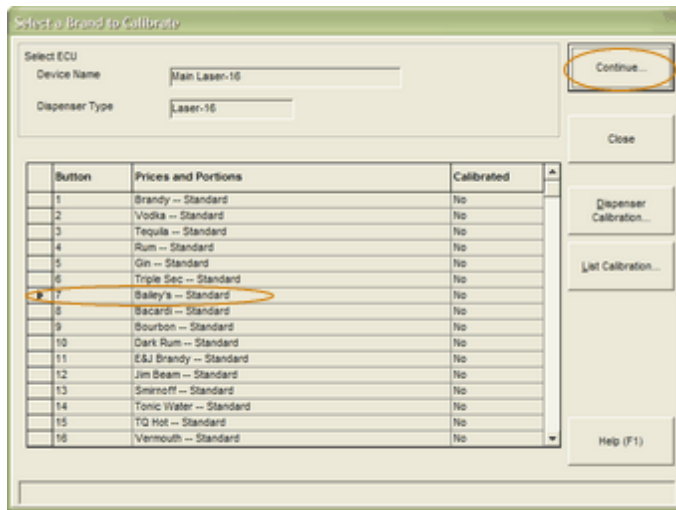 Select a Brand to Calibrate
Select ECU
Device Name Main Laser-16
Dispenser Type Laser-16
Continue...
Close
Dispenser
Calibration...
List Calibration...
Help (F1)
Button Prices and Portions Calibrated
1 Brandy -- Standard No
2 Vodka -- Standard No
3 Tequila -- Standard No
4 Rum -- Standard No
5 Gin -- Standard No
6 Triple Sec -- Standard No
7 Bailey's -- Standard No
8 Bacardi -- Standard No
9 Bourbon -- Standard No
10 Dark Rum -- Standard No
11 E&J Brandy -- Standard No
12 Jim Beam -- Standard No
13 Smirnoff -- Standard No
14 Tonic Water -- Standard No
15 TQ Hot -- Standard No
16 Vermouth -- Standard No